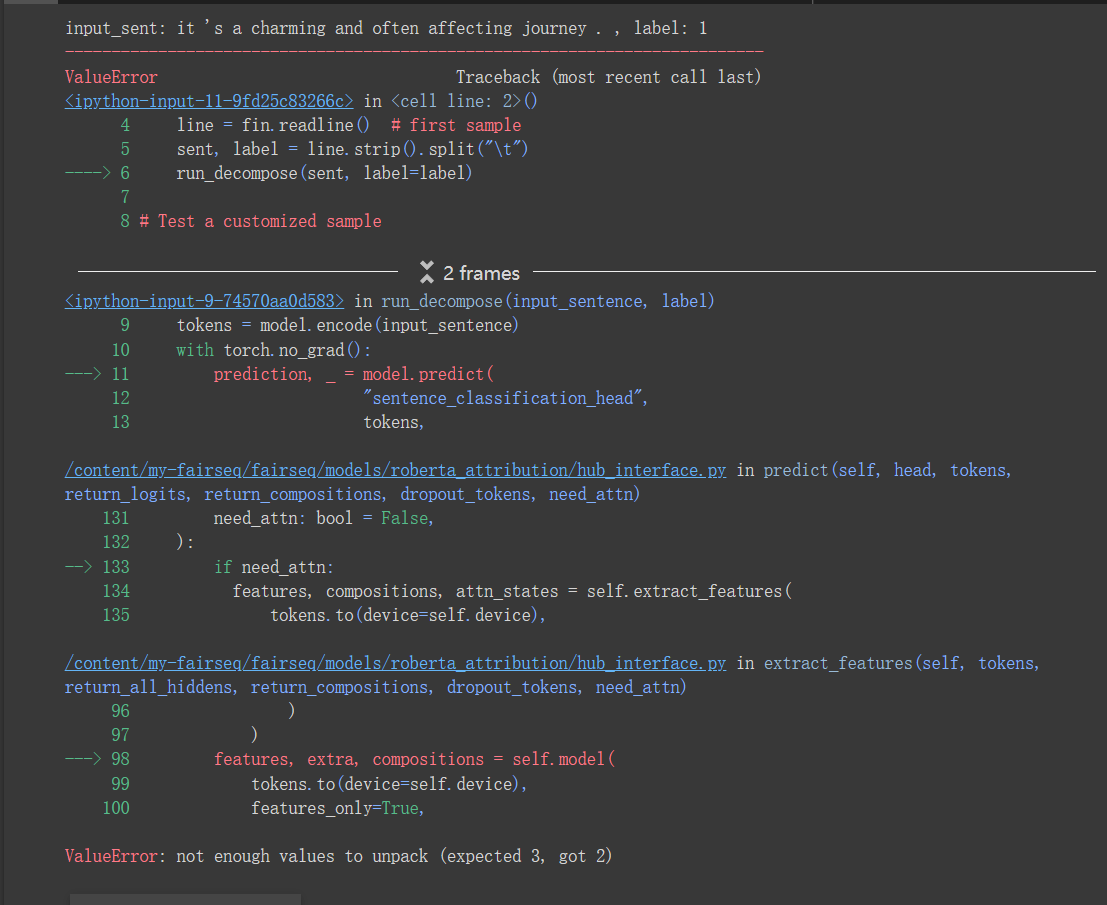 input_sent: it 's a charming and often affecting journey . , label: 1
---------------------------------------------------------------------------
ValueError Traceback (most recent call last)
<ipython-input-11-9fd25c83266c> in <cell line: 2>()
4 line = fin.readline() # first sample
5 sent, label = line.strip().split("\t")
----> 6 run_decompose(sent, label=label)
7
8 # Test a customized sample
2 frames
<ipython-input-9-74570aa0d583> in run_decompose(input_sentence, label)
9 tokens = model.encode(input_sentence)
10 with torch.no_grad():
---> 11 prediction, _ = model.predict(
12 "sentence_classification_head",
13 tokens,
/content/my-fairseq/fairseq/models/roberta_attribution/hub_interface.py in predict(self, head, tokens,
return_logits, return_compositions, dropout_tokens, need_attn)
131 need_attn: bool = False,
132 ):
--> 133 if need_attn:
134 features, compositions, attn_states = self.extract_features(
135 tokens.to(device=self.device),
/content/my-fairseq/fairseq/models/roberta_attribution/hub_interface.py in extract_features(self, tokens,
return_all_hiddens, return_compositions, dropout_tokens, need_attn)
96 )
97 )
---> 98 features, extra, compositions = self.model(
99 tokens.to(device=self.device),
100 features_only=True,
ValueError: not enough values to unpack (expected 3, got 2)